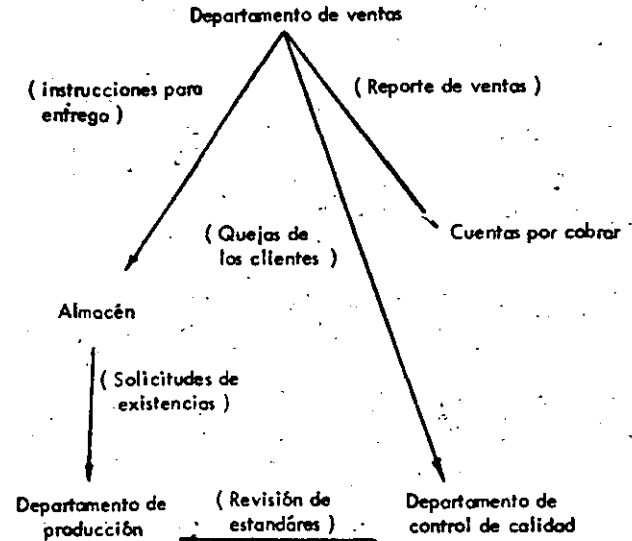 Departamento de ventas
( instrucciones para
entrega )
( Reporte de ventas )
( Quejas de
los clientes )
Cuentas por cobrar
Almacén
( Solicitudes de
existencias )
Departamento de
producción
( Revisión de
estandáres )
Departamento de
control de calidad